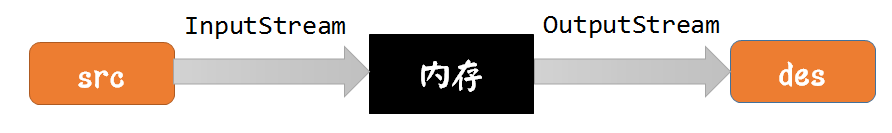 InputStream
OutputStream
src
内存
des